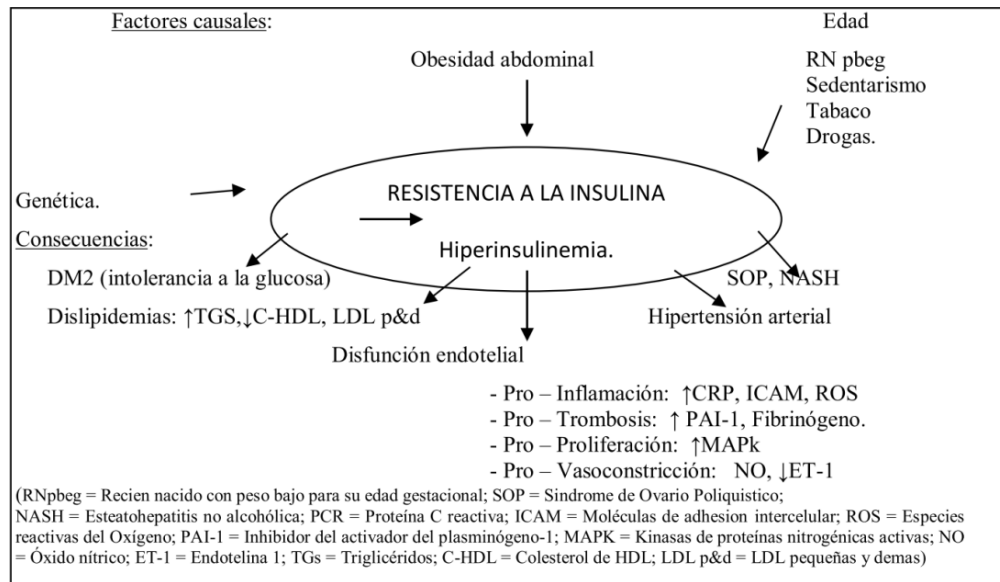 Factores causales:
Edad
Obesidad abdominal
RN pbeg
Sedentarismo
Tabaco
Drogas.
RESISTENCIA A LA INSULINA
Genética.
Hiperinsulinemia.
Consecuencias:
DM2 (intolerancia a la glucosa)
SOP, NASH
Dislipidemias: ↑TGS,↓C-HDL, LDL p&d
Hipertensión arterial
Disfunción endotelial
- Pro – Inflamación: ↑CRP, ICAM, ROS
- Pro – Trombosis: ↑ PAI-1, Fibrinógeno.
- Pro – Proliferación: ↑MAPk
- Pro – Vasoconstricción: NO, ↓ET-1
(RNpbeg = Recien nacido con peso bajo para su edad gestacional; SOP = Sindrome de Ovario Poliquistico;
NASH = Esteatohepatitis no alcohólica; PCR = Proteína C reactiva; ICAM = Moléculas de adhesion intercelular; ROS = Especies
reactivas del Oxígeno; PAI-1 = Inhibidor del activador del plasminógeno-1; MAPK = Kinasas de proteínas nitrogénicas activas; NO
= Óxido nítrico; ET-1 = Endotelina 1; TGs = Triglicéridos; C-HDL = Colesterol de HDL; LDL p&d = LDL pequeñas y demas)